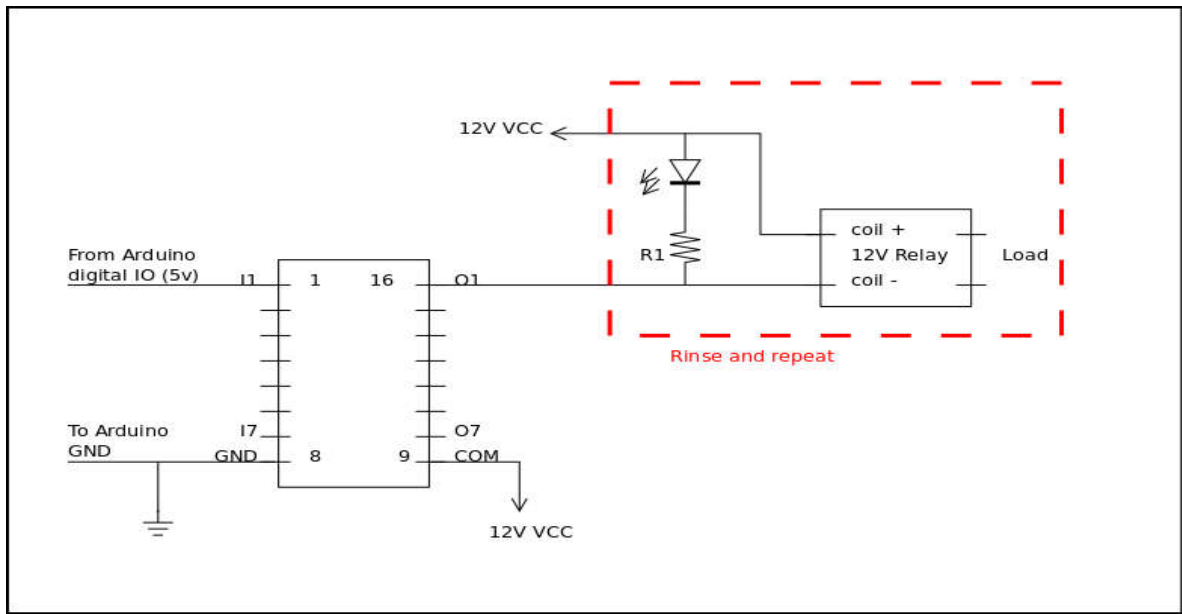 12V VCC
coil +
R1
12V Relay
Load
coil -
From Arduino
digital IO (5v)
I1
1
16
O1
Rinse and repeat
To Arduino
GND
I7
O7
GND
8
9
COM
12V VCC